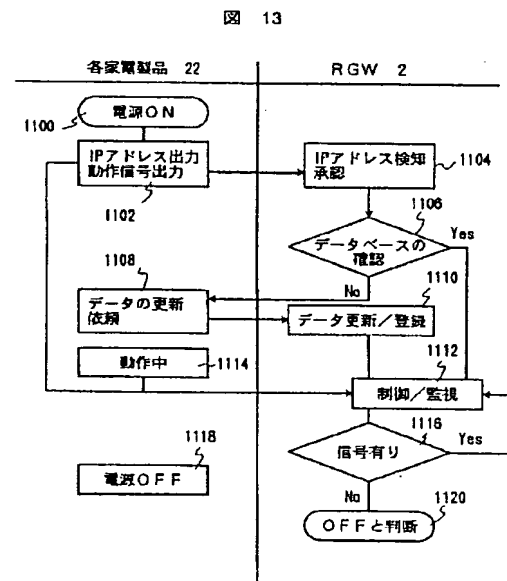 図 13
各家電製品 22
RGW 2
電源ON
1100
IPアドレス出力
動作信号出力
1102
IPアドレス検知
承認
1104
1106
データベースの
確認
Yes
No
1108
データの更新
依頼
1110
データ更新/登録
動作中
1114
1112
制御/監視
1116
信号有り
Yes
No
1118
電源OFF
1120
OFFと判断